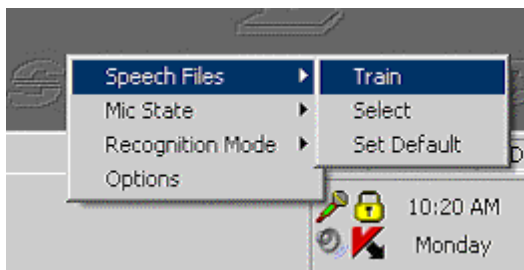 Speech Files
Mic State
Recognition Mode
Options
Train
Select
Set Default
10:20 AM
Monday